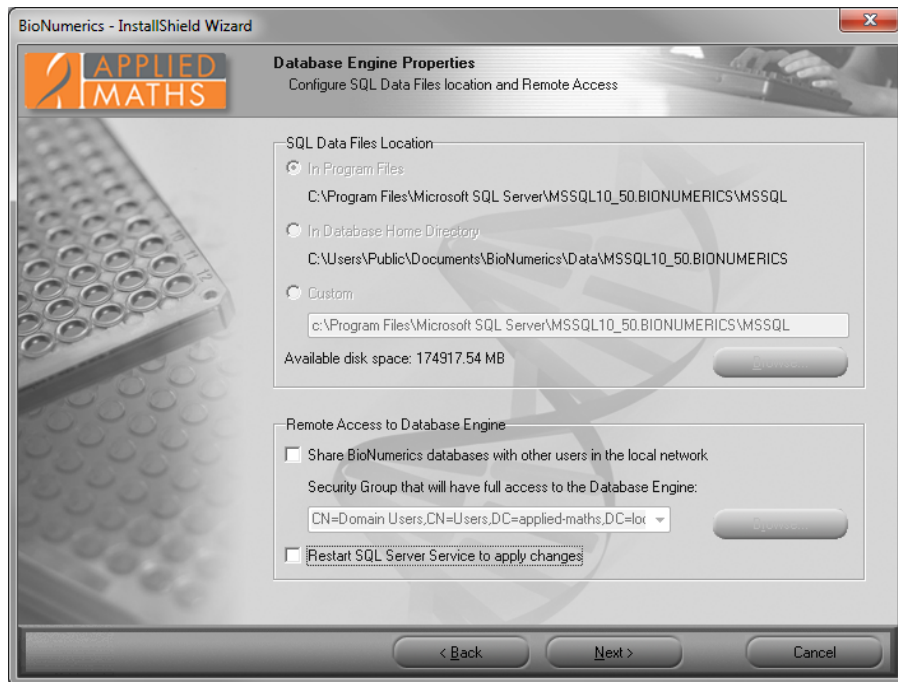 BioNumerics - InstallShield Wizard
APPLIED
MATHS
Database Engine Properties
Configure SQL Data Files location and Remote Access
SQL Data Files Location
In Program Files
C:\Program Files\Microsoft SQL Server\MSSQL10_50.BIONUMERICS\MSSQL
In Database Home Directory
C:\Users\Public\Documents\BioNumerics\Data\MSSQL10_50.BIONUMERICS
Custom
c:\Program Files\Microsoft SQL Server\MSSQL10_50.BIONUMERICS\MSSQL
Available disk space: 174917.54 MB
Browse...
Remote Access to Database Engine
Share BioNumerics databases with other users in the local network
Security Group that will have full access to the Database Engine:
CN=Domain Users,CN=Users,DC=applied-maths,DC=loc
Browse...
Restart SQL Server Service to apply changes
< Back
Next >
Cancel
10
11
12